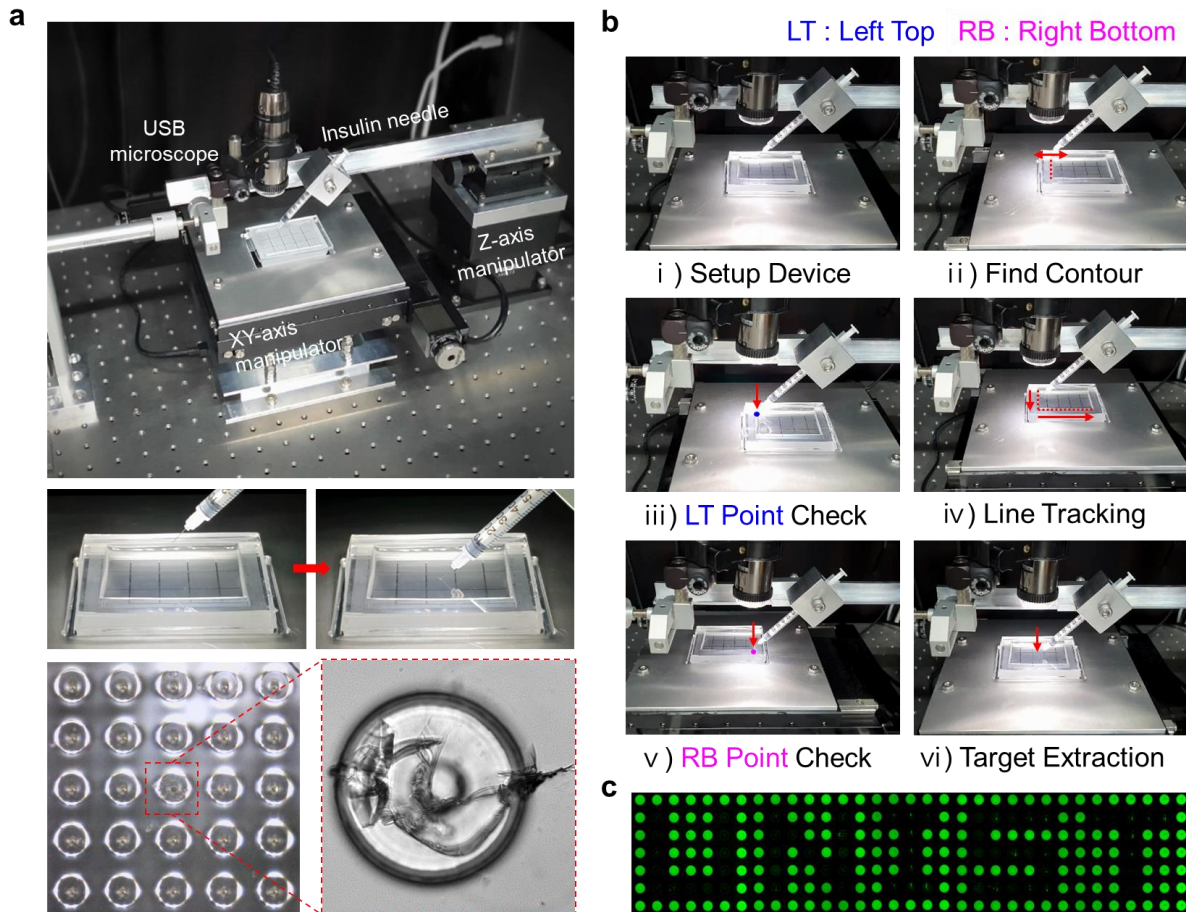 a
USB
microscope
Insulin needle
Z-axis
manipulator
XY-axis
manipulator
b
LT : Left Top RB : Right Bottom
i ) Setup Device
ii ) Find Contour
iii ) LT Point Check
iv ) Line Tracking
v ) RB Point Check
vi ) Target Extraction
c
UNIST